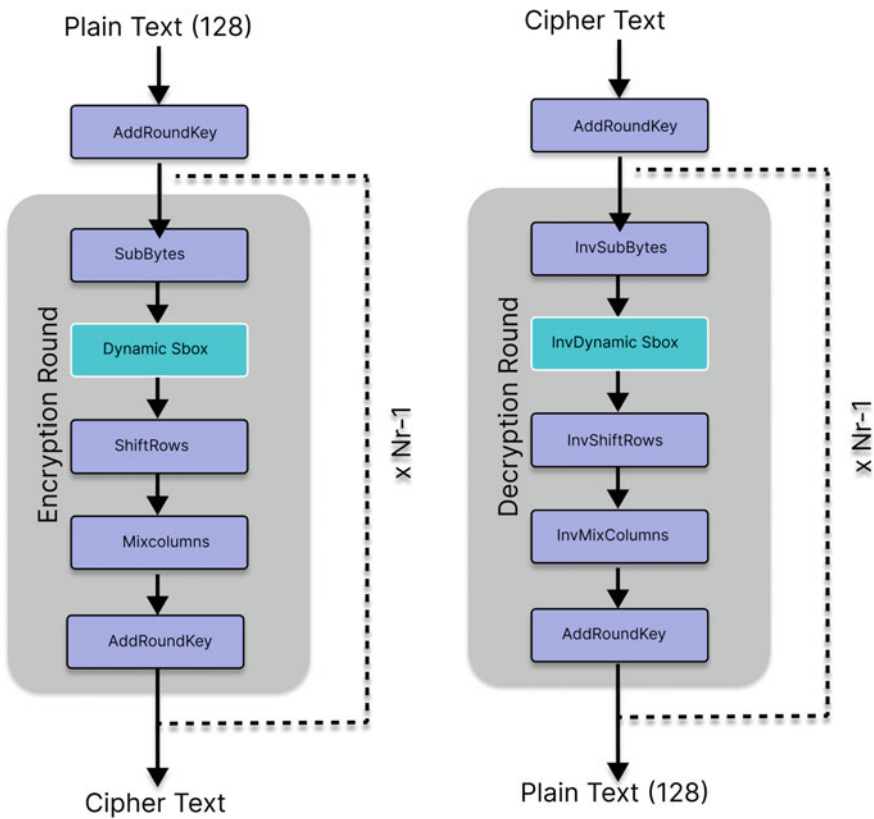 Plain Text (128)
AddRoundKey
Encryption Round
SubBytes
Dynamic Sbox
ShiftRows
Mixcolumns
AddRoundKey
x Nr-1
Cipher Text
Cipher Text
AddRoundKey
Decryption Round
InvSubBytes
InvDynamic Sbox
InvShiftRows
InvMixColumns
AddRoundKey
x Nr-1
Plain Text (128)